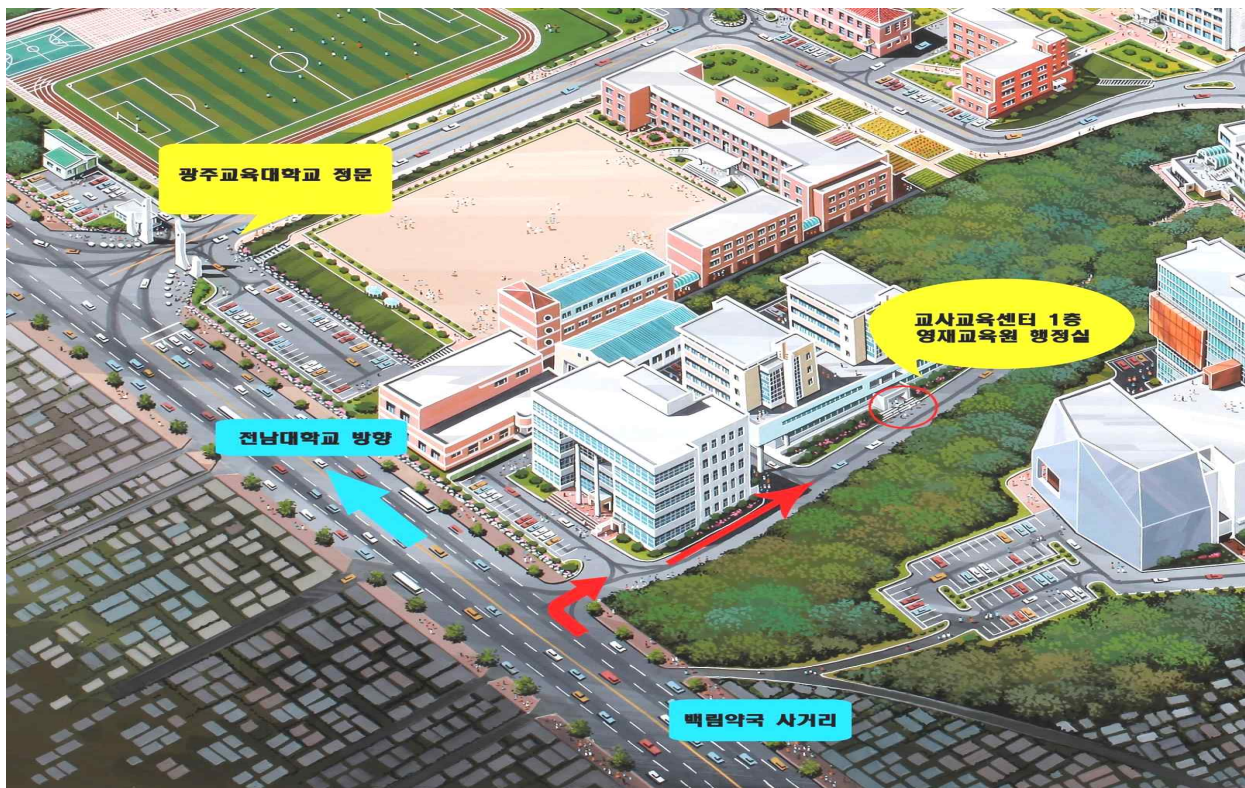 광주교육대학교 정문
교사교육센터 1층
영재교육원 행정실
전남대학교 방향
백림약국 사거리